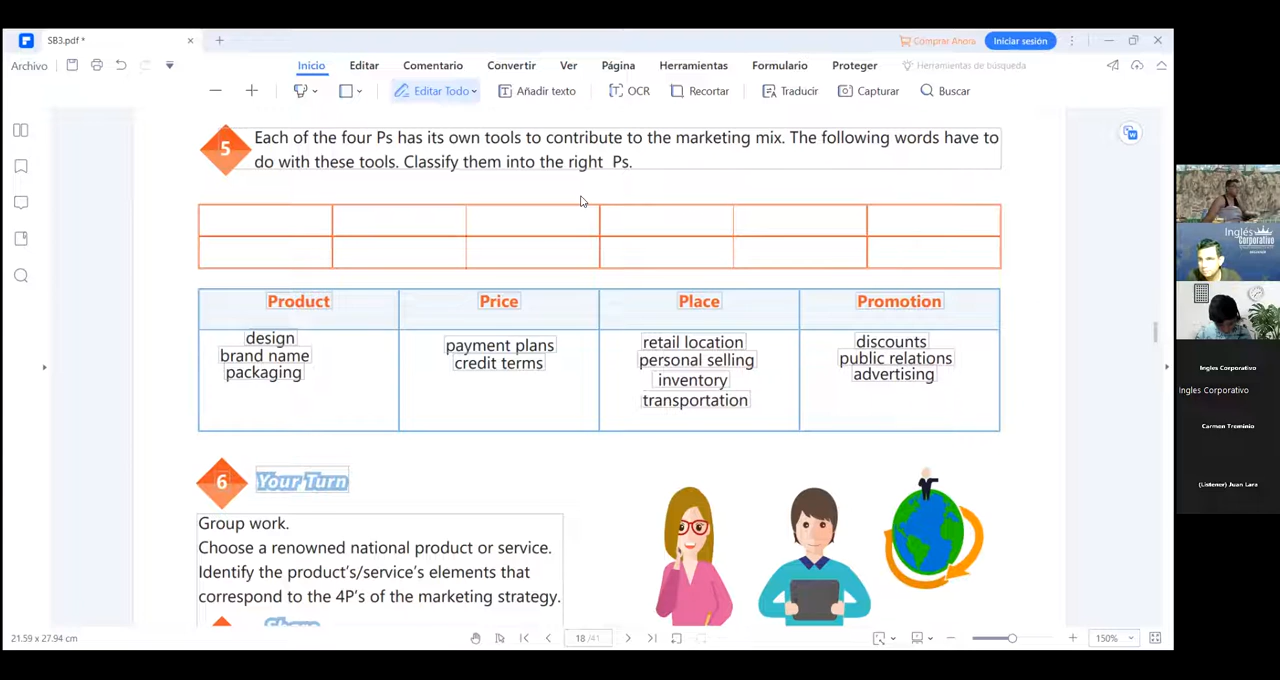 SB3.pdf *
Comprar Ahora
Iniciar sesión
Archivo
Inicio
Editar
Comentario
Convertir
Ver
Página
Herramientas
Formulario
Proteger
Herramientas de búsqueda
Editar Todo
Añadir texto
OCR
Recortar
Traducir
Capturar
Buscar
5
Each of the four Ps has its own tools to contribute to the marketing mix. The following words have to
do with these tools. Classify them into the right Ps.
Product
Price
Place
Promotion
design
brand name
packaging
payment plans
credit terms
retail location
personal selling
inventory
transportation
discounts
public relations
advertising
6
Your Turn
Group work.
Choose a renowned national product or service.
Identify the product's/service's elements that
correspond to the 4P's of the marketing strategy.
Share
21.59 x 27.94 cm
18 /41
150%
Inglés
Corporativo
Ingles Corporativo
Ingles Corporativo
Carmen Treminio
(Listener) Juan Lara